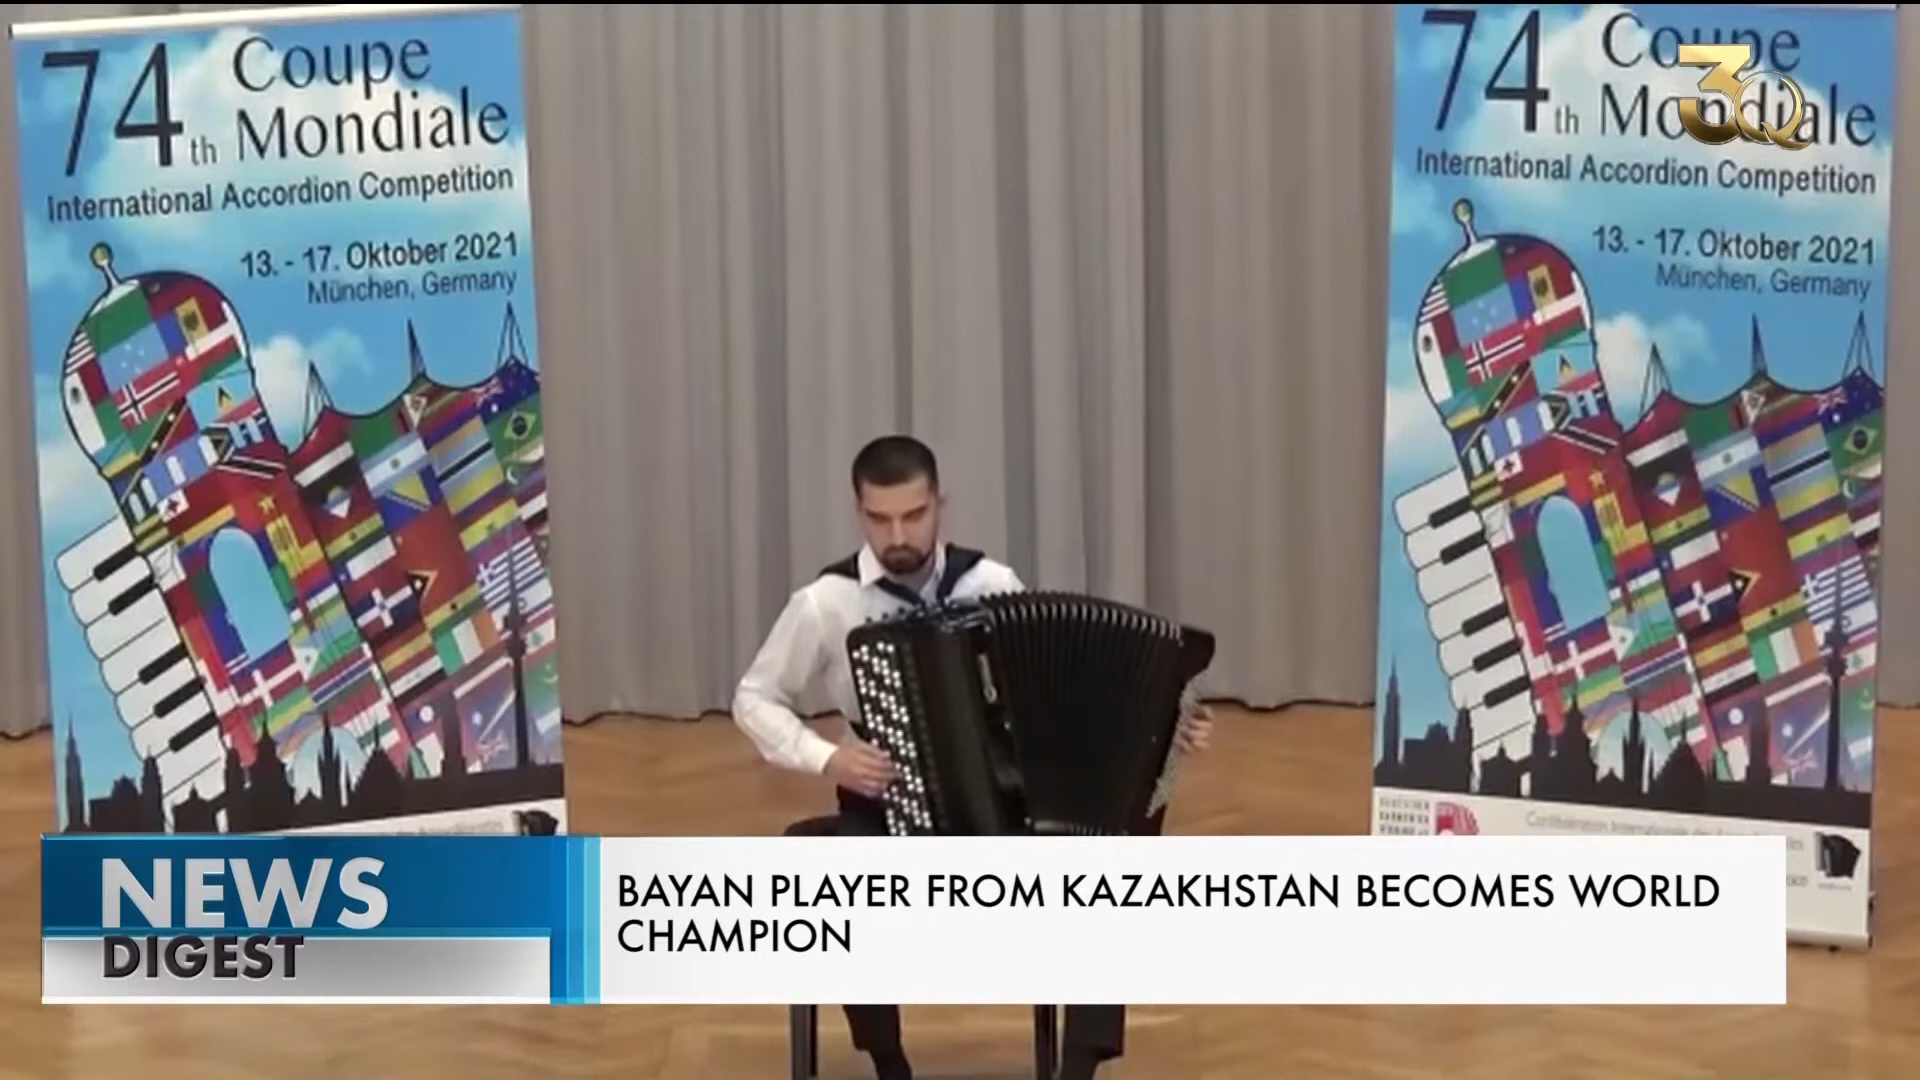 74th Coupe
Mondiale
International Accordion Competition
13. - 17. Oktober 2021
München, Germany
74th Coupe
Mondiale
International Accordion Competition
13. - 17. Oktober 2021
München, Germany
3Q
NEWS
DIGEST
BAYAN PLAYER FROM KAZAKHSTAN BECOMES WORLD
CHAMPION